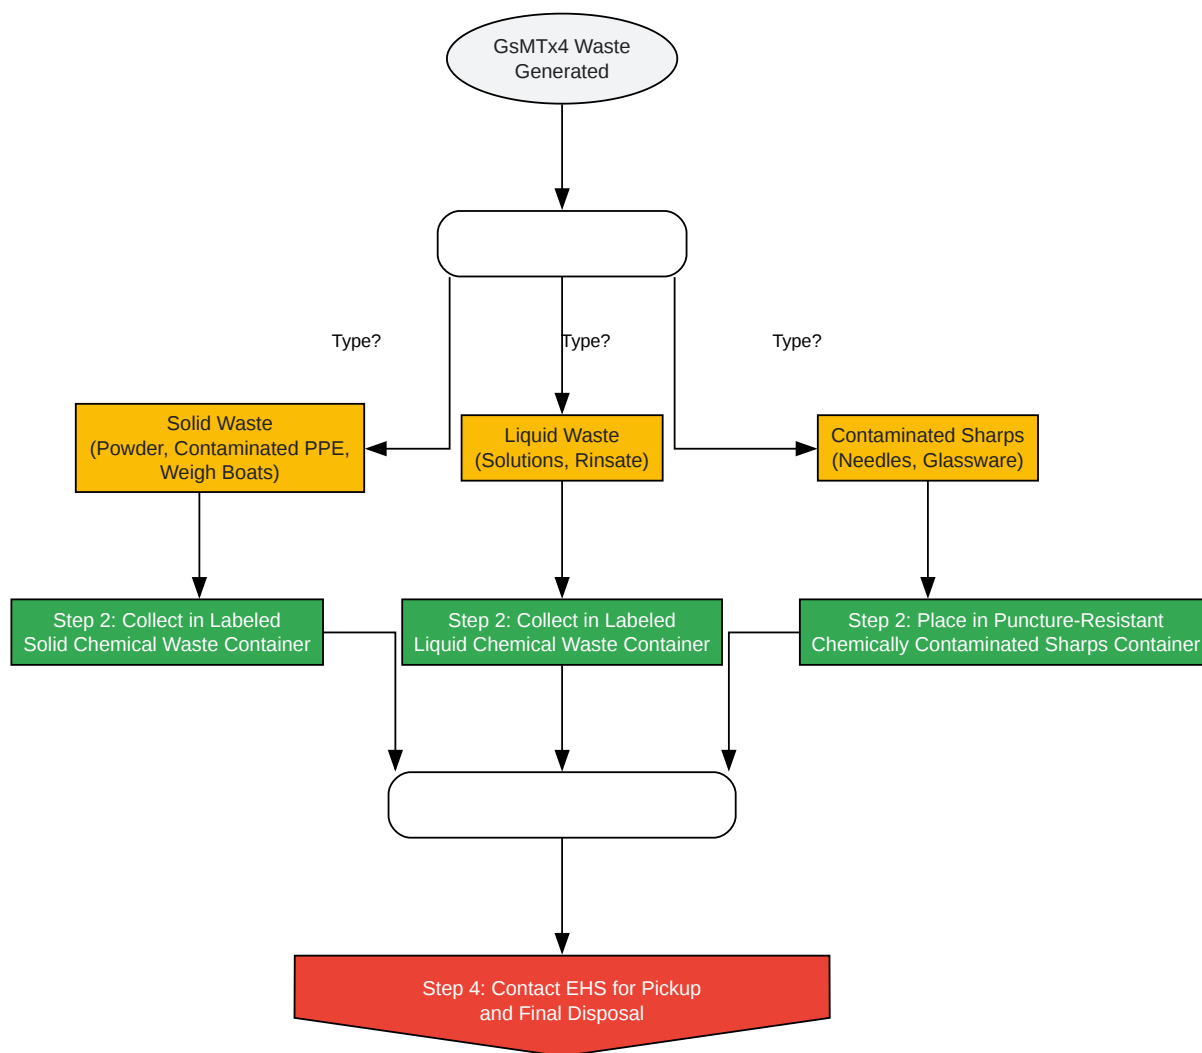 GsMTx4 Waste
Generated
Type?
Type?
Type?
Solid Waste
(Powder, Contaminated PPE,
Weigh Boats)
Liquid Waste
(Solutions, Rinsate)
Contaminated Sharps
(Needles, Glassware)
Step 2: Collect in Labeled
Solid Chemical Waste Container
Step 2: Collect in Labeled
Liquid Chemical Waste Container
Step 2: Place in Puncture-Resistant
Chemically Contaminated Sharps Container
Step 4: Contact EHS for Pickup
and Final Disposal